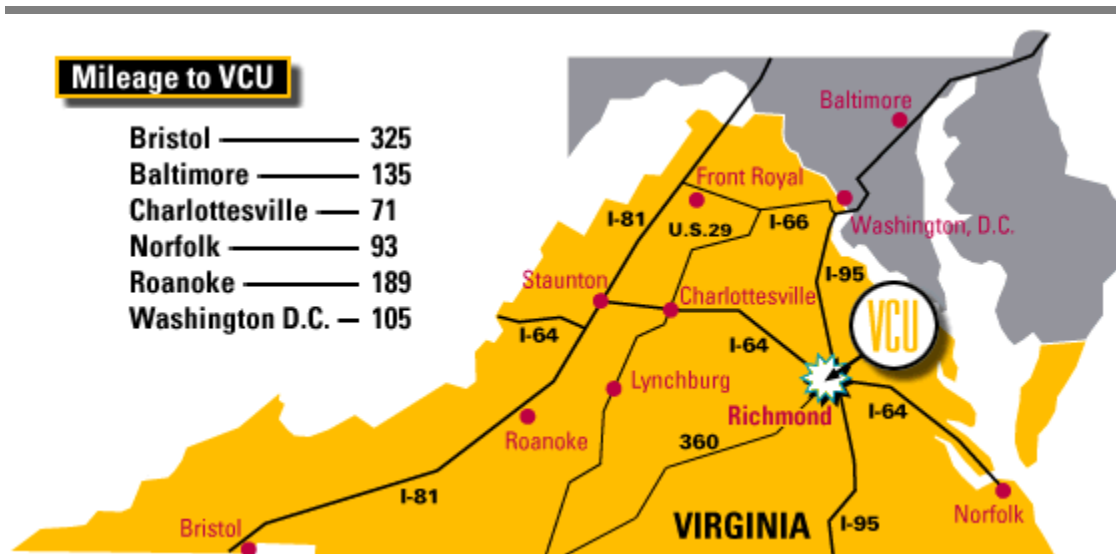 Mileage to VCU
Bristol 325
Baltimore 135
Charlottesville 71
Norfolk 93
Roanoke 189
Washington D.C. 105
Baltimore
Front Royal
I-81
U.S.29
I-66
Washington, D.C.
Staunton
I-95
Charlottesville
VCU
I-64
I-64
Lynchburg
Richmond
I-64
Roanoke
360
I-81
VIRGINIA
I-95
Norfolk
Bristol